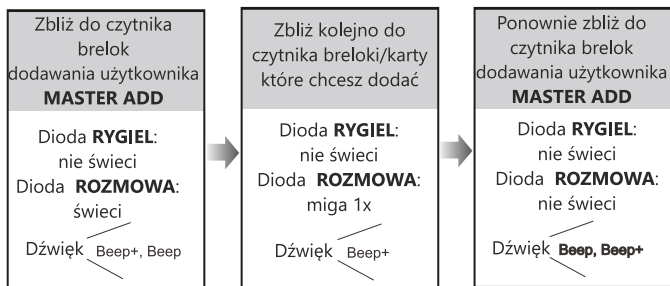 Zbliż do czytnika
brelok
dodawania użytkownika
MASTER ADD
Dioda RYGIEL:
nie świeci
Dioda ROZMOWA:
świeci
Dźwięk Beep+, Beep
Zbliż kolejno do
czytnika breloki/karty
które chcesz dodać
Dioda RYGIEL:
nie świeci
Dioda ROZMOWA:
miga 1x
Dźwięk Beep+
Ponownie zbliż do
czytnika brelok
dodawania użytkownika
MASTER ADD
Dioda RYGIEL:
nie świeci
Dioda ROZMOWA:
nie świeci
Dźwięk Beep, Beep+